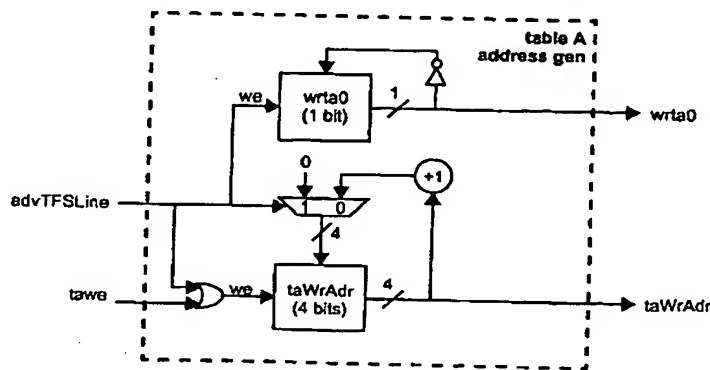 table A
address gen
we
wrta0
(1 bit)
1
wrta0
0
+1
advTFSLine
1 0
4
tawe
we
taWrAdr
(4 bits)
4
taWrAdr